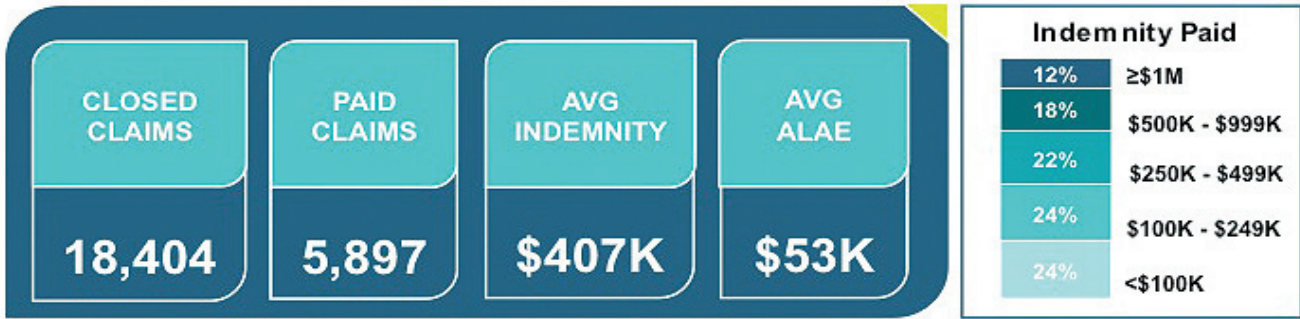 CLOSED
CLAIMS
18,404
PAID
CLAIMS
5,897
AVG
INDEMNITY
$407K
AVG
ALAE
$53K
Indemnity Paid
12% ≥$1M
18% $500K - $999K
22% $250K - $499K
24% $100K - $249K
24% <$100K